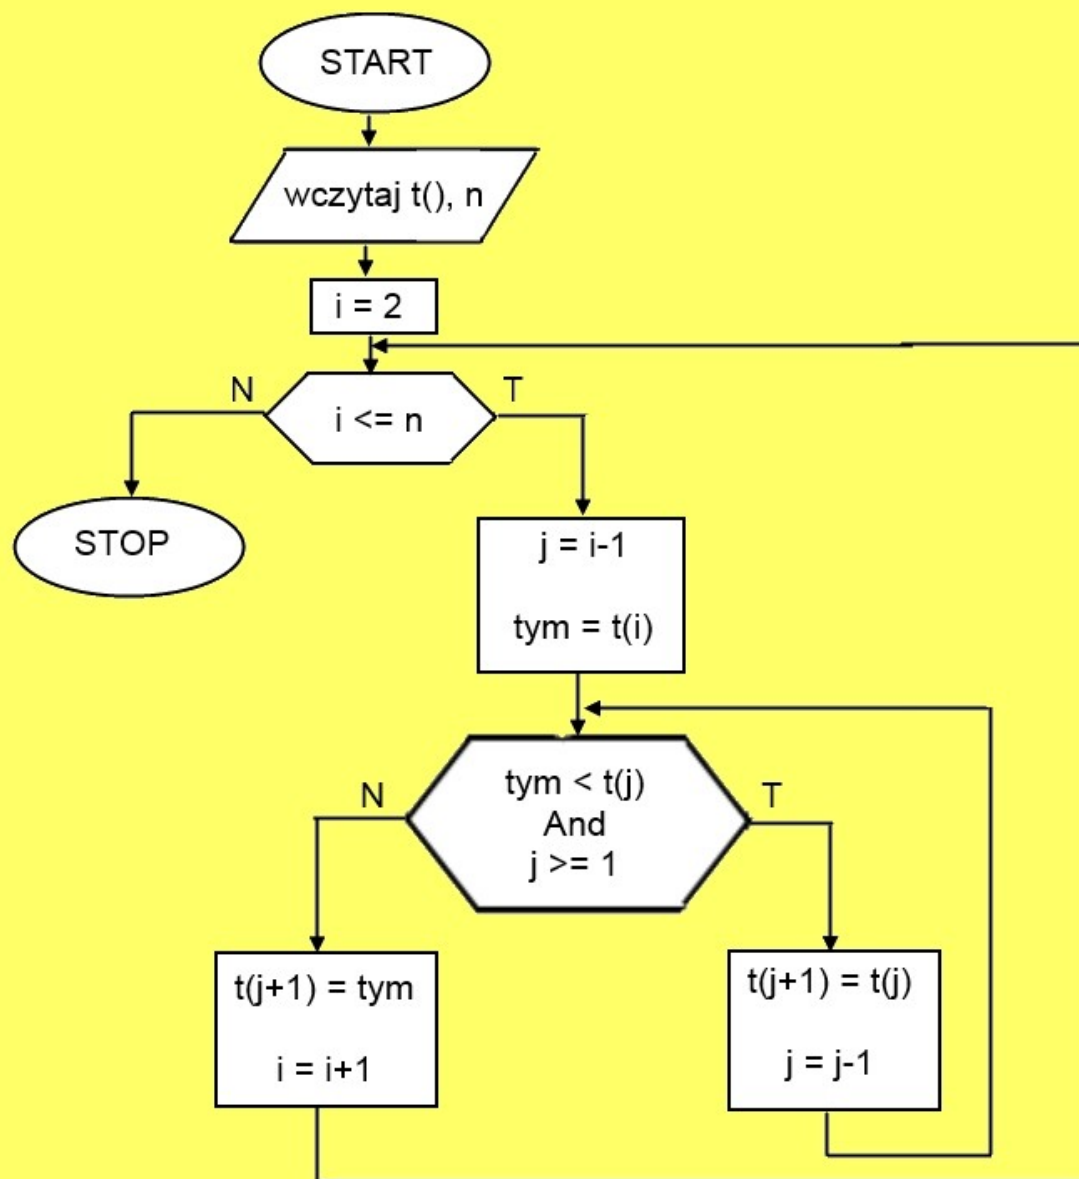 START
wczytaj t(), n
i = 2
N
T
i <= n
STOP
j = i-1
tym = t(i)
N
T
tym < t(j)
And
j >= 1
t(j+1) = tym
i = i+1
t(j+1) = t(j)
j = j-1